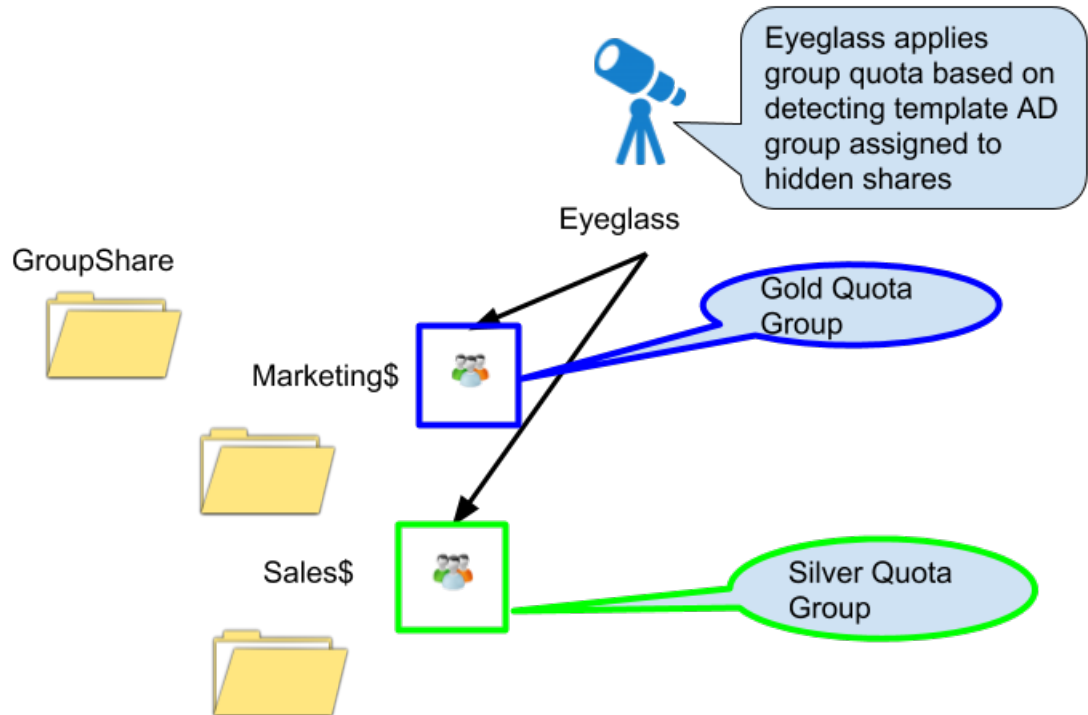 Eyeglass applies
group quota based on
detecting template AD
group assigned to
hidden shares
Eyeglass
GroupShare
Gold Quota
Group
Marketing$
Sales$
Silver Quota
Group